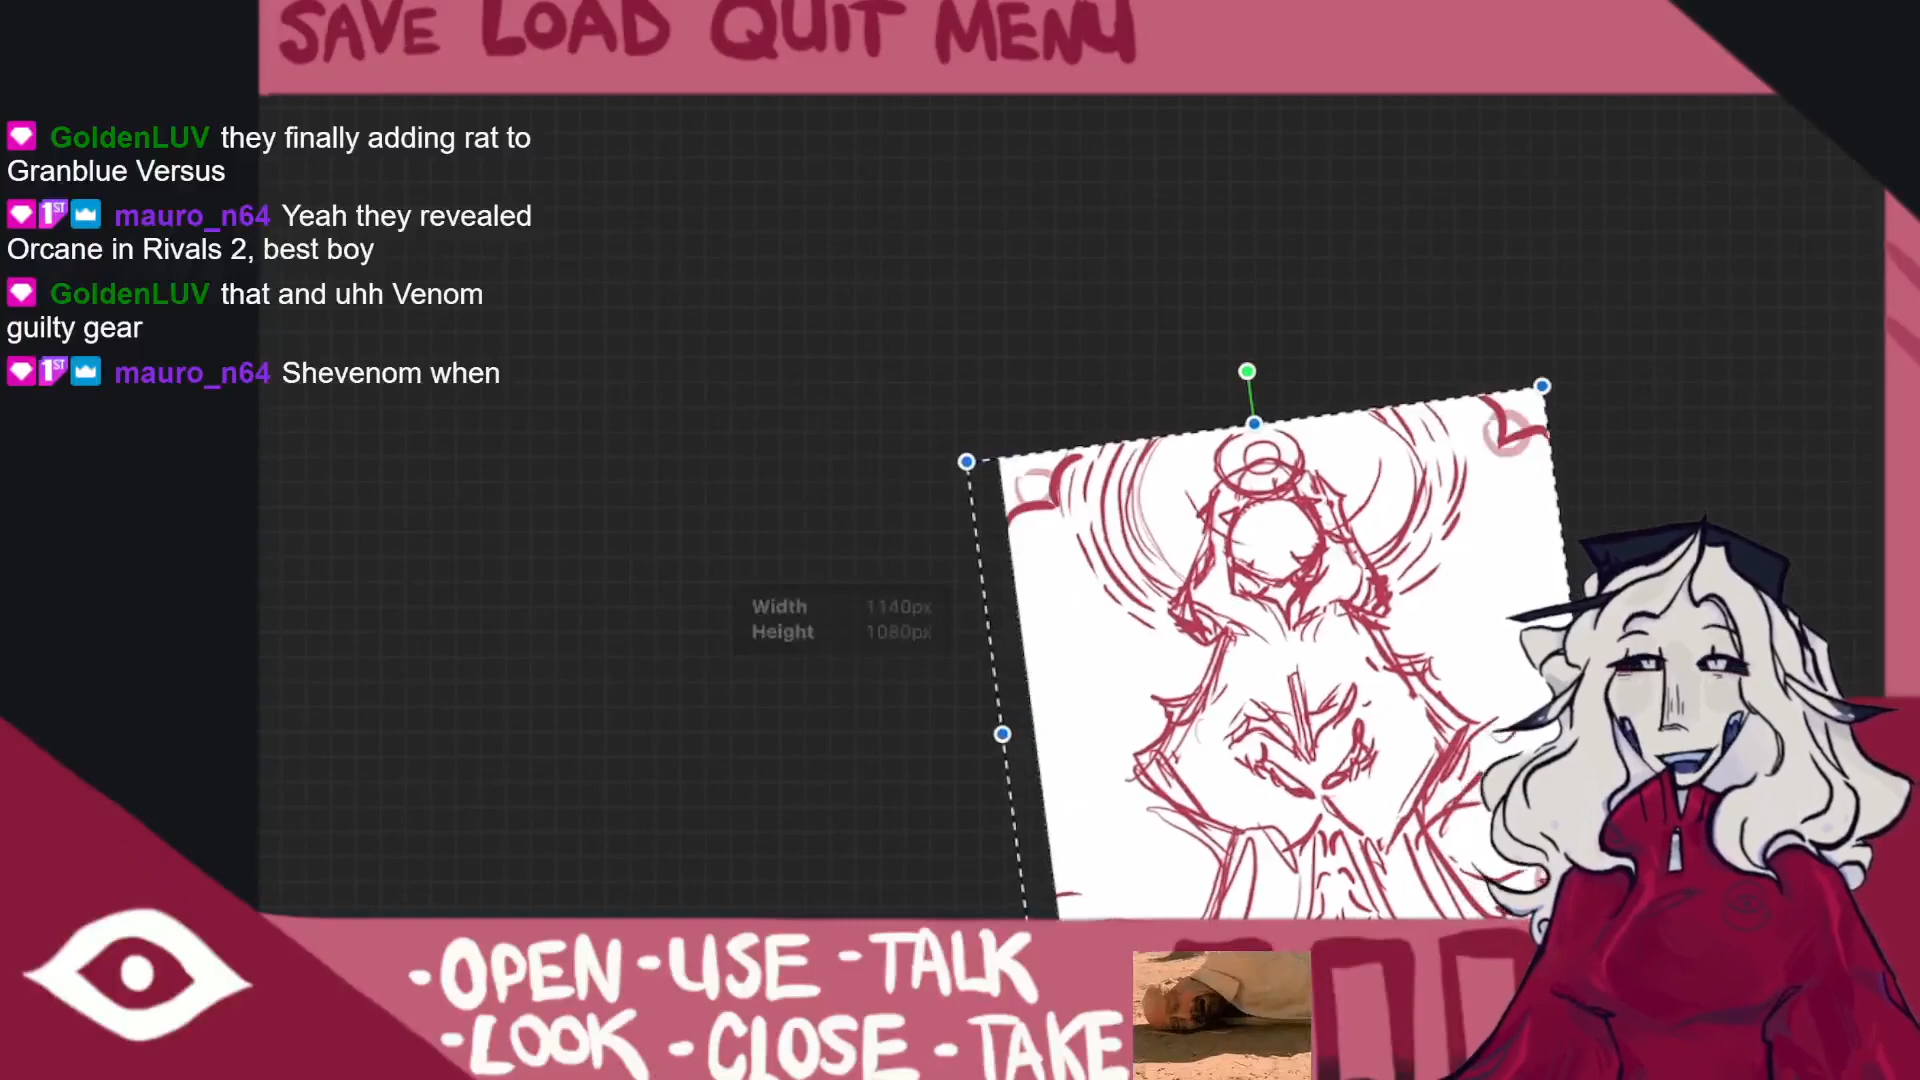 SAVE LOAD QUIT MENU
GoldenLUV they finally adding rat to
Granblue Versus
1ST mauro_n64 Yeah they revealed
Orcane in Rivals 2, best boy
GoldenLUV that and uhh Venom
guilty gear
1ST mauro_n64 Shevenom when
Width 1140px
Height 1080px
-OPEN -USE -TALK
-LOOK -CLOSE -TAKE